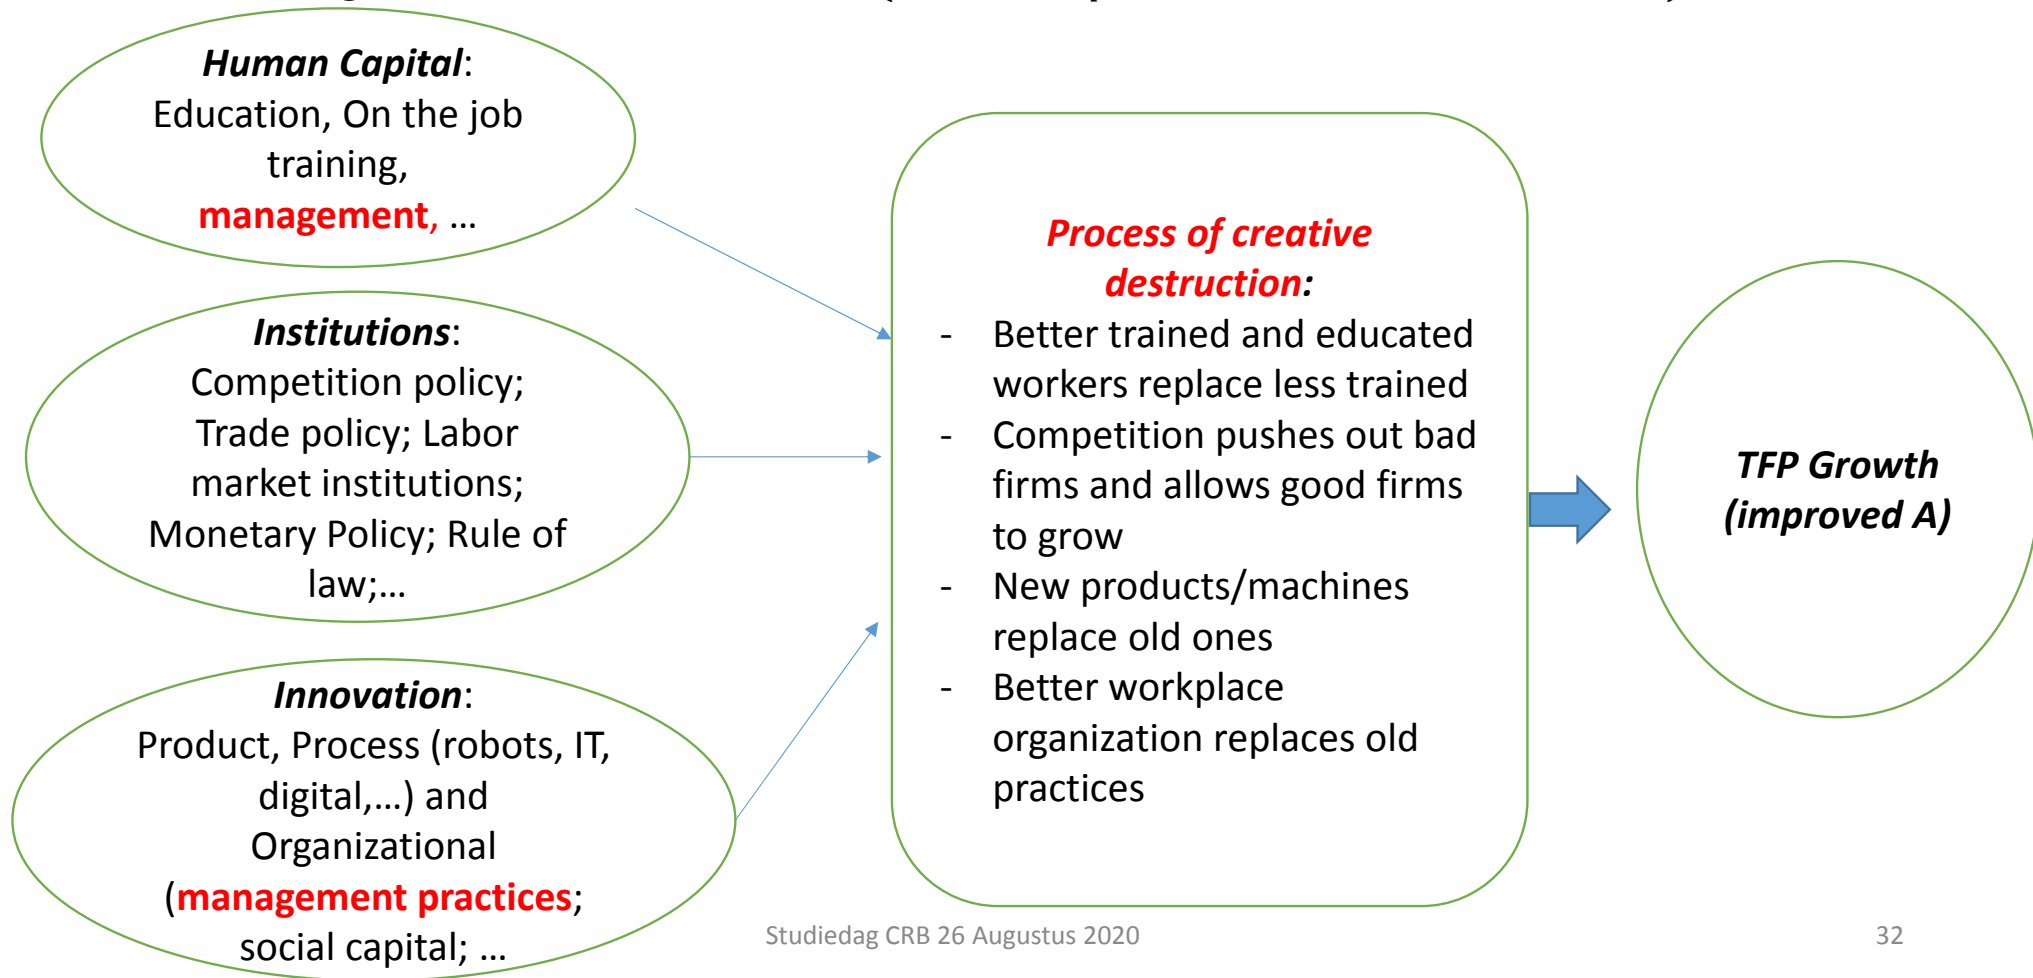 Human Capital:
Education, On the job
training,
management, ...
Institutions:
Competition policy;
Trade policy; Labor
market institutions;
Monetary Policy; Rule of
law;...
Innovation:
Product, Process (robots, IT,
digital,...) and
Organizational
(management practices;
social capital; ...
Process of creative
destruction:
- Better trained and educated
workers replace less trained
- Competition pushes out bad
firms and allows good firms
to grow
- New products/machines
replace old ones
- Better workplace
organization replaces old
practices
TFP Growth
(improved A)
Studiedag CRB 26 Augustus 2020
32